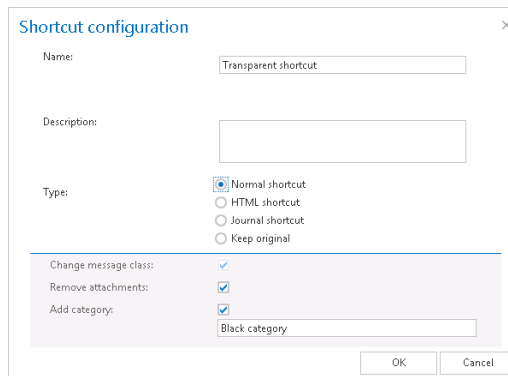 Shortcut configuration
Name:
Transparent shortcut
Description:
Type:
Normal shortcut
HTML shortcut
Journal shortcut
Keep original
Change message class:
Remove attachments:
Add category:
Black category
OK
Cancel